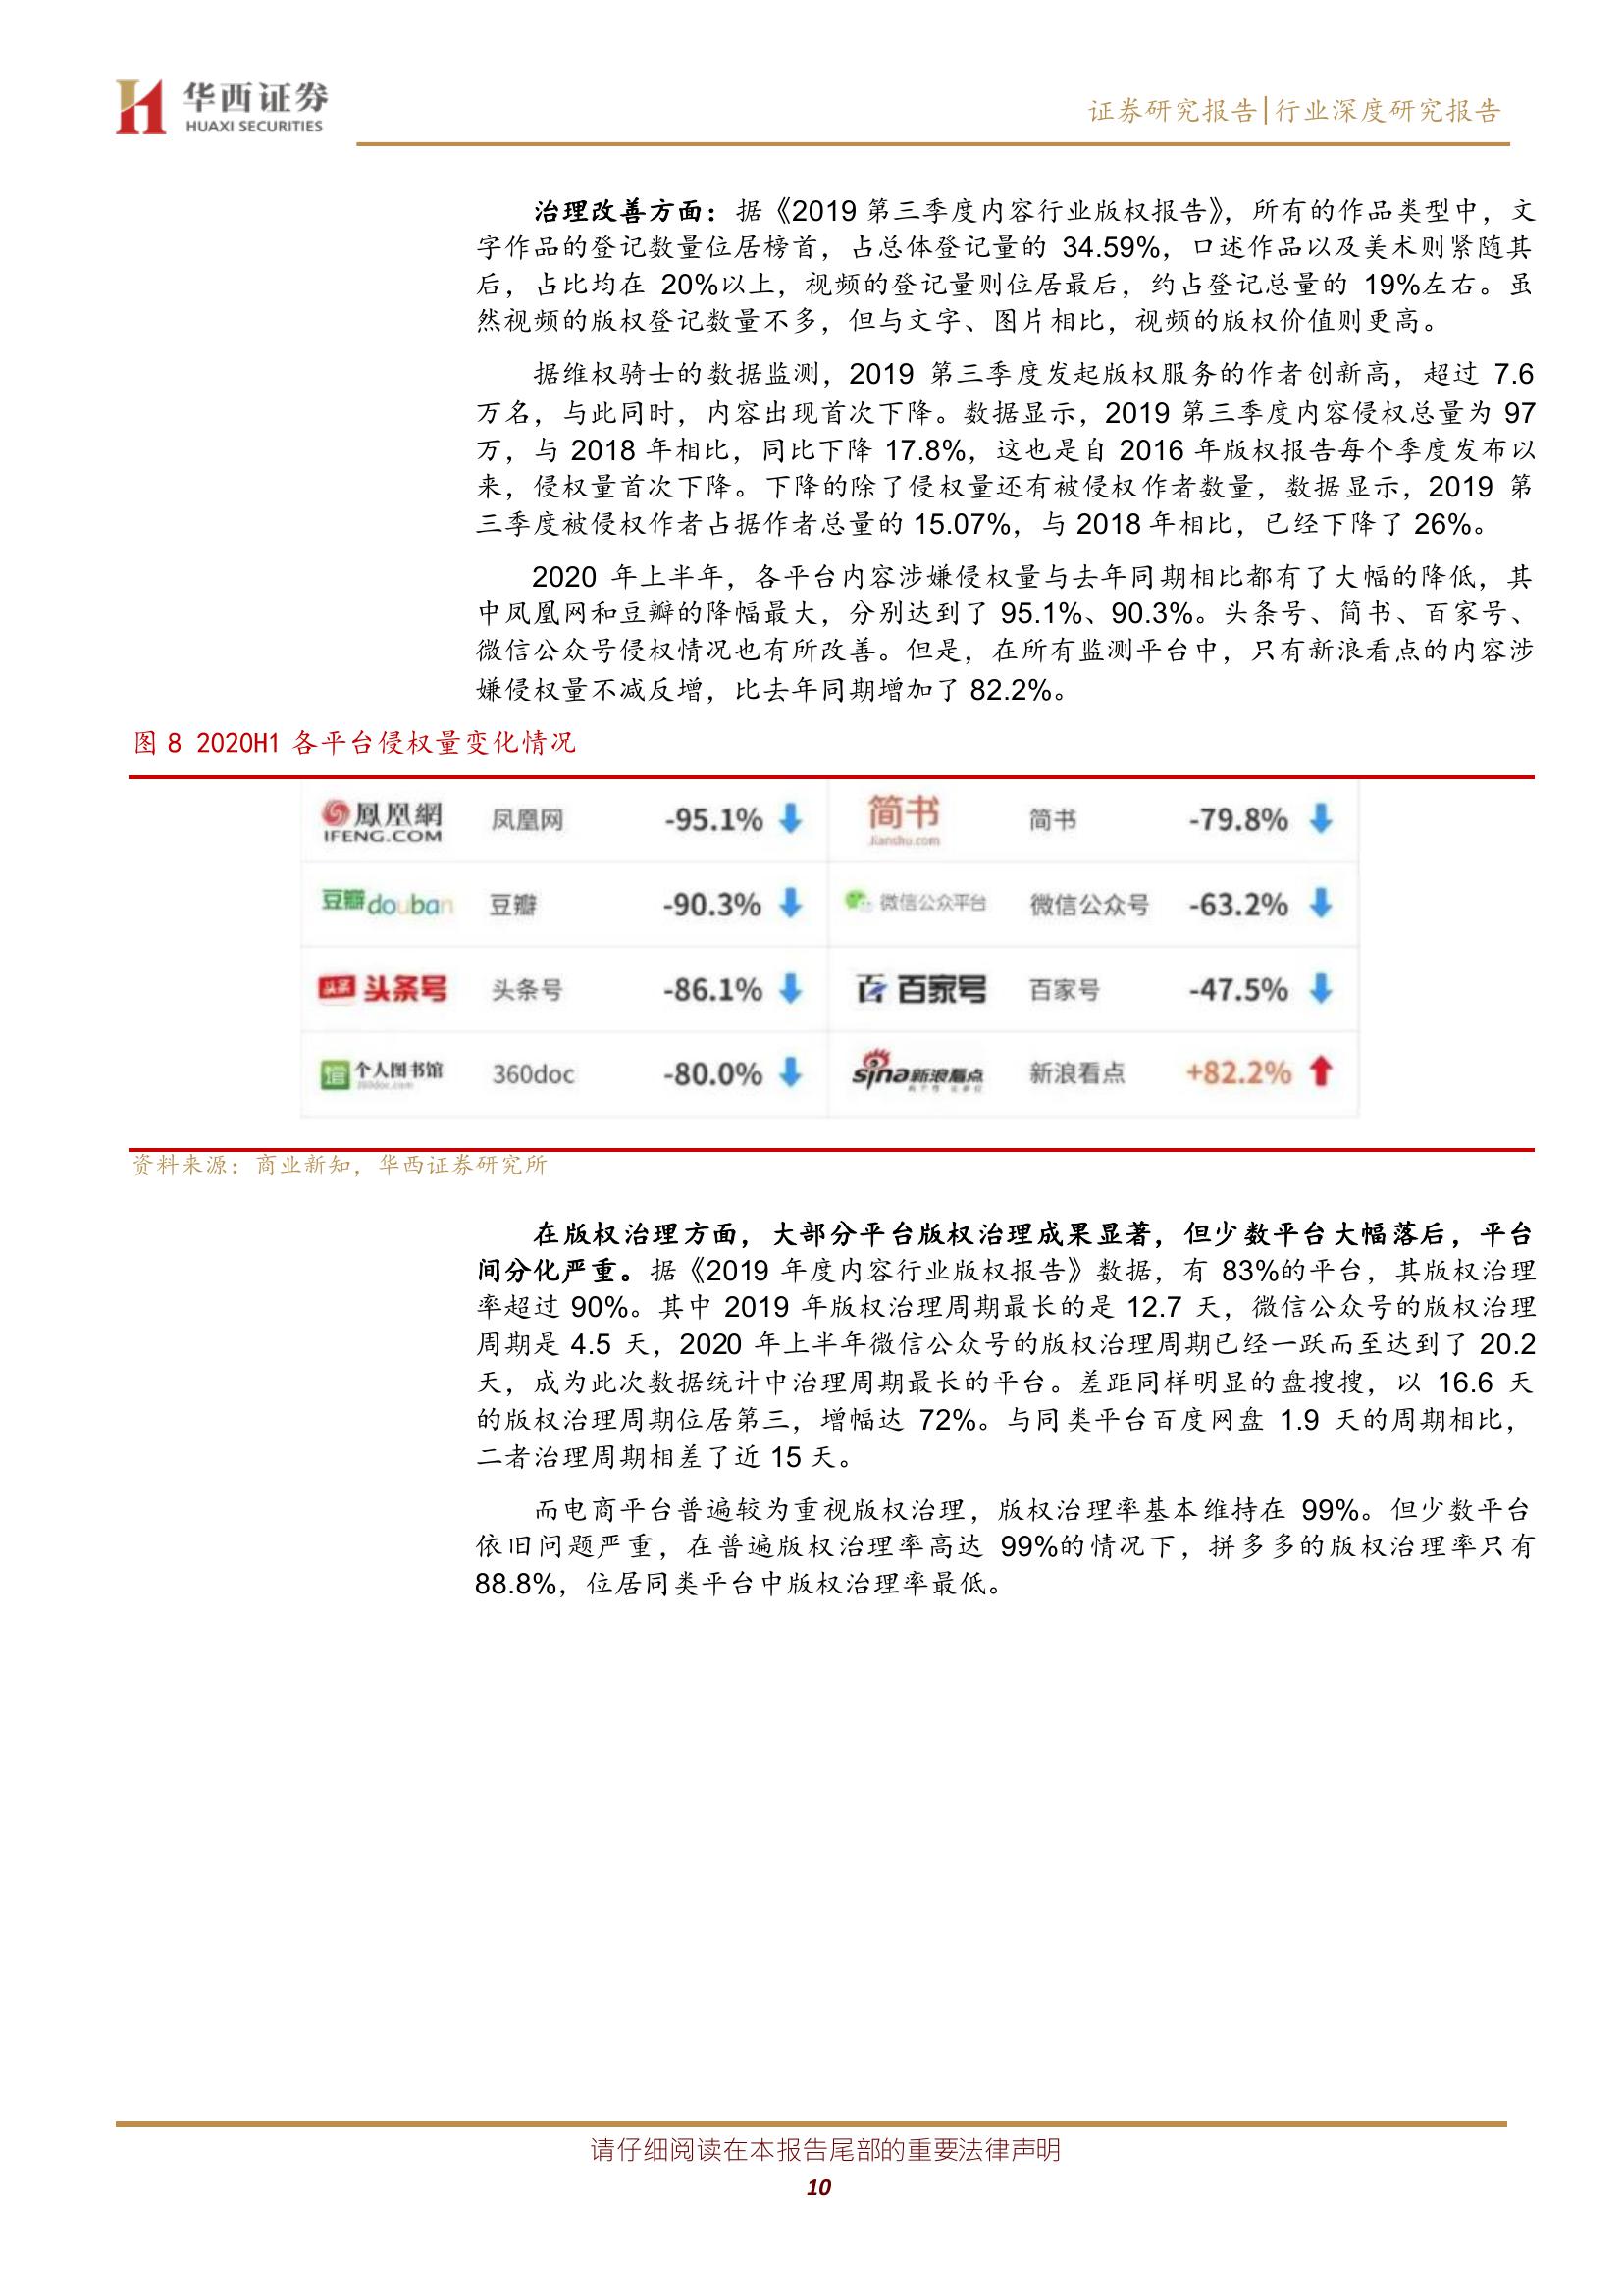 华西证券
HUAXI SECURITIES
证券研究报告|行业深度研究报告
治理改善方面：据《2019 第三季度内容行业版权报告》，所有的作品类型中，文
字作品的登记数量位居榜首，占总体登记量的 34.59%，口述作品以及美术则紧随其
后，占比均在 20%以上，视频的登记量则位居最后，约占登记总量的 19%左右。虽
然视频的版权登记数量不多，但与文字、图片相比，视频的版权价值则更高。
据维权骑士的数据监测，2019 第三季度发起版权服务的作者创新高，超过 7.6
万名，与此同时，内容出现首次下降。数据显示，2019 第三季度内容侵权总量为 97
万，与 2018 年相比，同比下降 17.8%，这也是自 2016 年版权报告每个季度发布以
来，侵权量首次下降。下降的除了侵权量还有被侵权作者数量，数据显示，2019 第
三季度被侵权作者占据作者总量的 15.07%，与 2018 年相比，已经下降了 26%。
2020 年上半年，各平台内容涉嫌侵权量与去年同期相比都有了大幅的降低，其
中凤凰网和豆瓣的降幅最大，分别达到了 95.1%、90.3%。头条号、简书、百家号、
微信公众号侵权情况也有所改善。但是，在所有监测平台中，只有新浪看点的内容涉
嫌侵权量不减反增，比去年同期增加了 82.2%。
图 8 2020H1 各平台侵权量变化情况
鳳凰網 IFENG.COM 凤凰网 -95.1% 简书 Jianshu.com 简书 -79.8%
豆瓣douban 豆瓣 -90.3% 微信公众平台 微信公众号 -63.2%
头条 头条号 头条号 -86.1% 百 百家号 百家号 -47.5%
馆 个人图书馆 360doc.com 360doc -80.0% sina新浪看点 新浪看点 +82.2%
资料来源：商业新知，华西证券研究所
在版权治理方面，大部分平台版权治理成果显著，但少数平台大幅落后，平台
间分化严重。据《2019 年度内容行业版权报告》数据，有 83%的平台，其版权治理
率超过 90%。其中 2019 年版权治理周期最长的是 12.7 天，微信公众号的版权治理
周期是 4.5 天，2020 年上半年微信公众号的版权治理周期已经一跃而至达到了 20.2
天，成为此次数据统计中治理周期最长的平台。差距同样明显的盘搜搜，以 16.6 天
的版权治理周期位居第三，增幅达 72%。与同类平台百度网盘 1.9 天的周期相比，
二者治理周期相差了近 15 天。
而电商平台普遍较为重视版权治理，版权治理率基本维持在 99%。但少数平台
依旧问题严重，在普遍版权治理率高达 99%的情况下，拼多多的版权治理率只有
88.8%，位居同类平台中版权治理率最低。
请仔细阅读在本报告尾部的重要法律声明
10